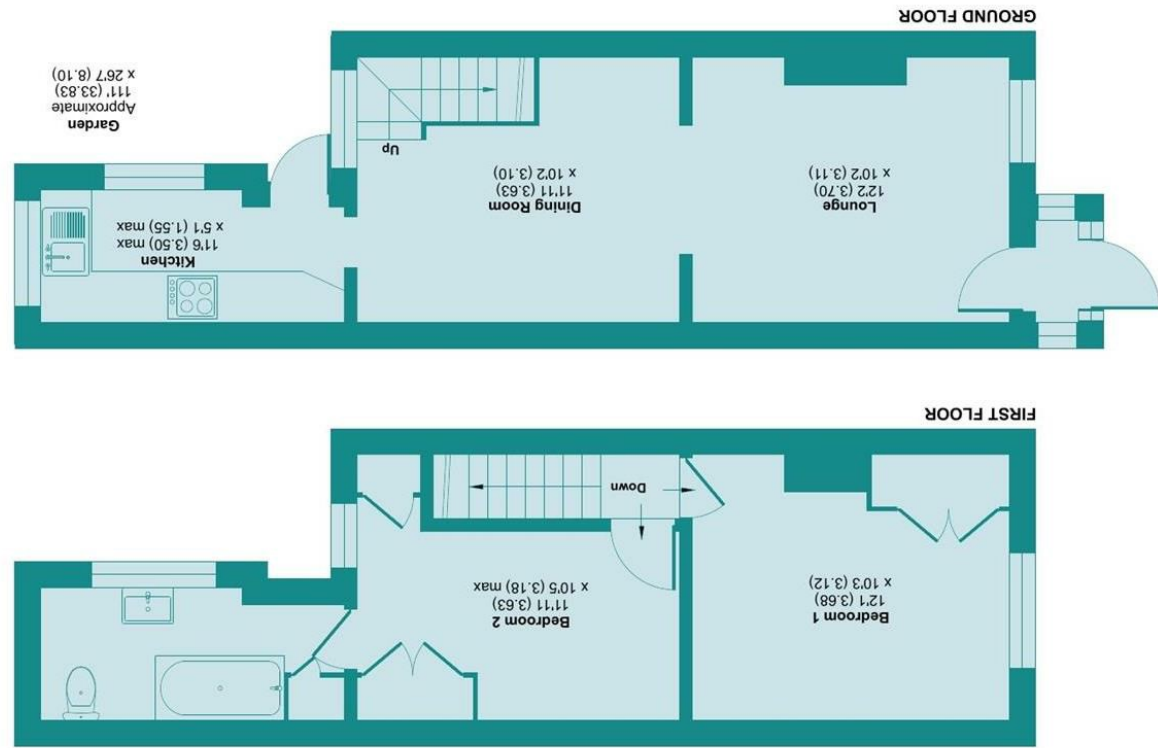 Bedroom 1
12'1 (3.68)
x 10'3 (3.12)
Bedroom 2
11'11 (3.63)
x 10'5 (3.18) max
Down
FIRST FLOOR
Lounge
12'2 (3.70)
x 10'2 (3.11)
Dining Room
11'11 (3.63)
x 10'2 (3.10)
Kitchen
11'6 (3.50) max
x 5'1 (1.55) max
Up
Garden
Approximate
111' (33.83)
x 26'7 (8.10)
GROUND FLOOR